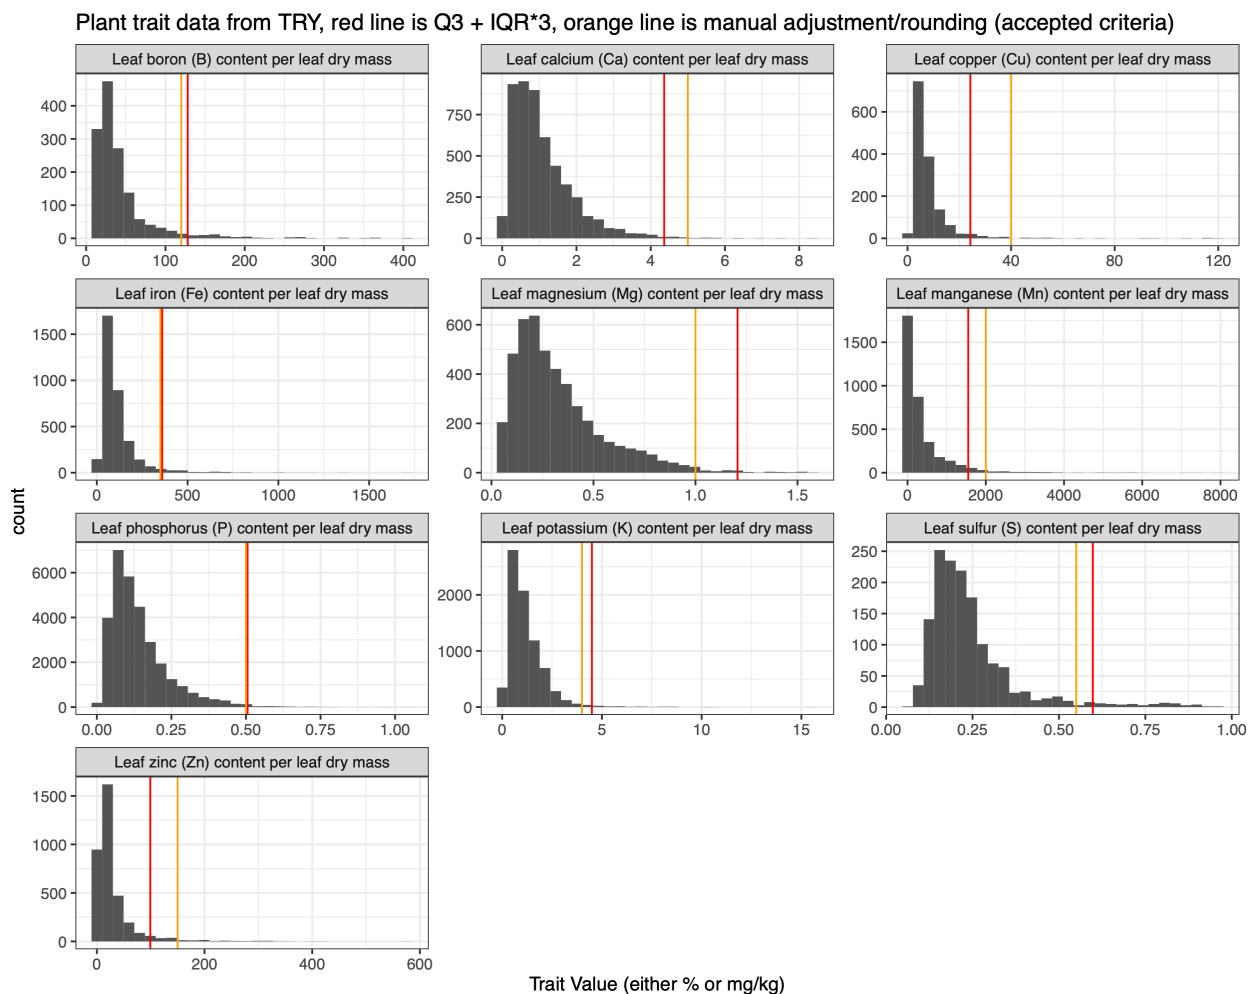 Plant trait data from TRY, red line is Q3 + IQR*3, orange line is manual adjustment/rounding (accepted criteria)
Leaf boron (B) content per leaf dry mass
400
300
200
100
0
0 100 200 300 400
Leaf calcium (Ca) content per leaf dry mass
750
500
250
0
0 2 4 6 8
Leaf copper (Cu) content per leaf dry mass
600
400
200
0
0 40 80 120
Leaf iron (Fe) content per leaf dry mass
1500
1000
500
0
0 500 1000 1500
Leaf magnesium (Mg) content per leaf dry mass
600
400
200
0
0.0 0.5 1.0 1.5
Leaf manganese (Mn) content per leaf dry mass
1500
1000
500
0
0 2000 4000 6000 8000
Leaf phosphorus (P) content per leaf dry mass
6000
4000
2000
0
0.00 0.25 0.50 0.75 1.00
Leaf potassium (K) content per leaf dry mass
2000
1000
0
0 5 10 15
Leaf sulfur (S) content per leaf dry mass
250
200
150
100
50
0
0.00 0.25 0.50 0.75 1.00
Leaf zinc (Zn) content per leaf dry mass
1500
1000
500
0
0 200 400 600
count
Trait Value (either % or mg/kg)